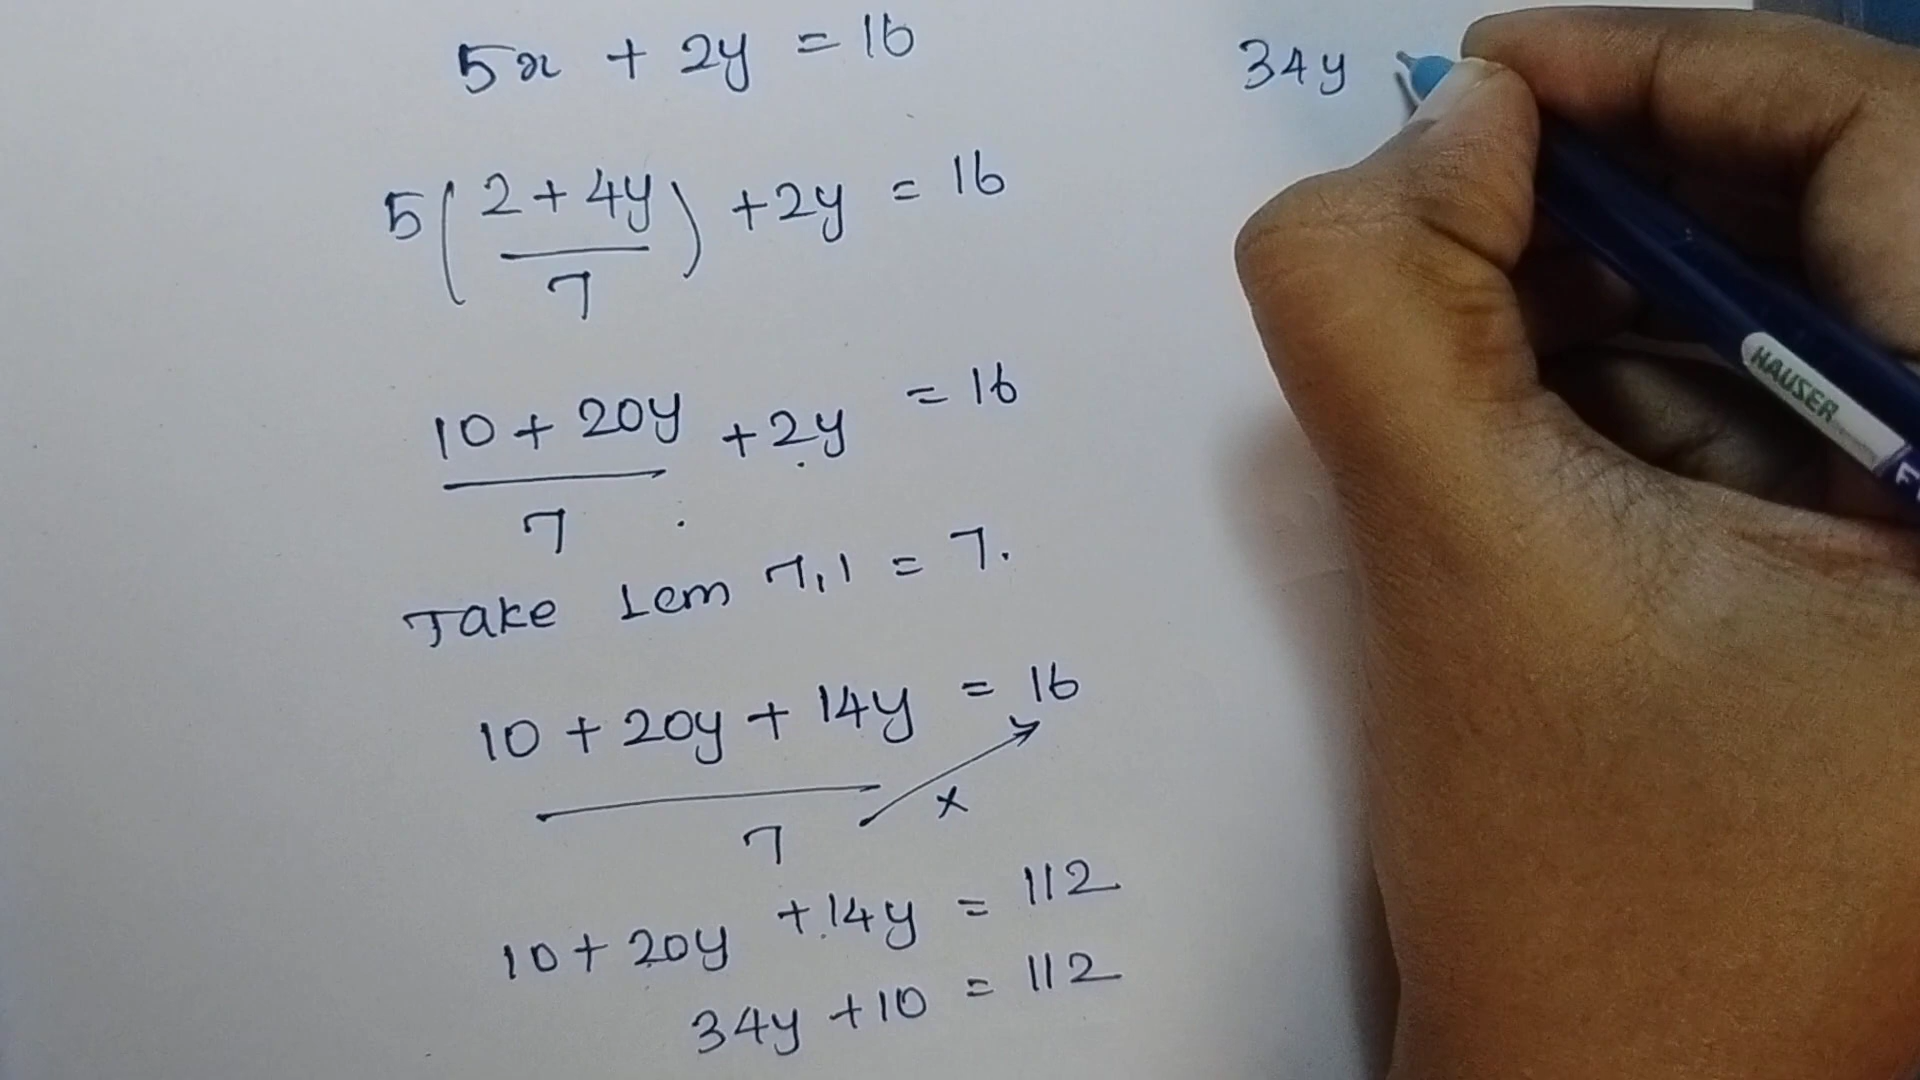 5x + 2y = 16
5(2 + 4y / 7) + 2y = 16
10 + 20y / 7 + 2y = 16
Take lcm 7,1 = 7.
10 + 20y + 14y / 7 = 16
x
10 + 20y + 14y = 112
34y + 10 = 112
34y
HAUSER